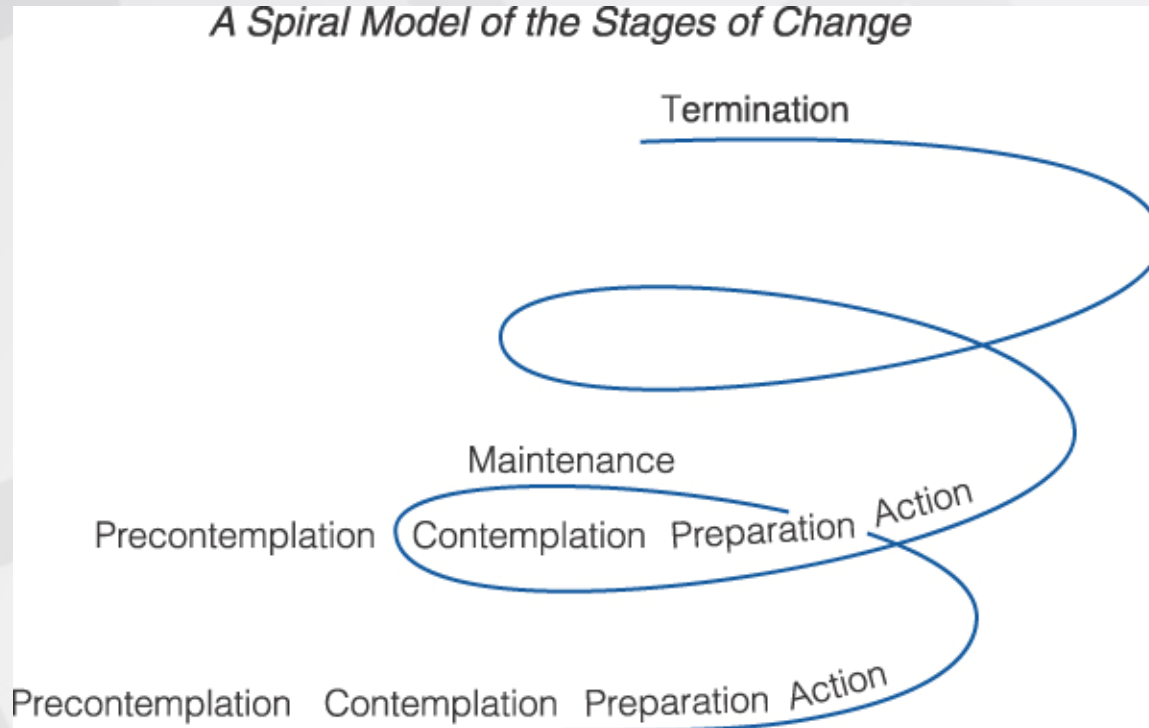 A Spiral Model of the Stages of Change
Termination
Maintenance
Precontemplation Contemplation Preparation Action
Precontemplation Contemplation Preparation Action